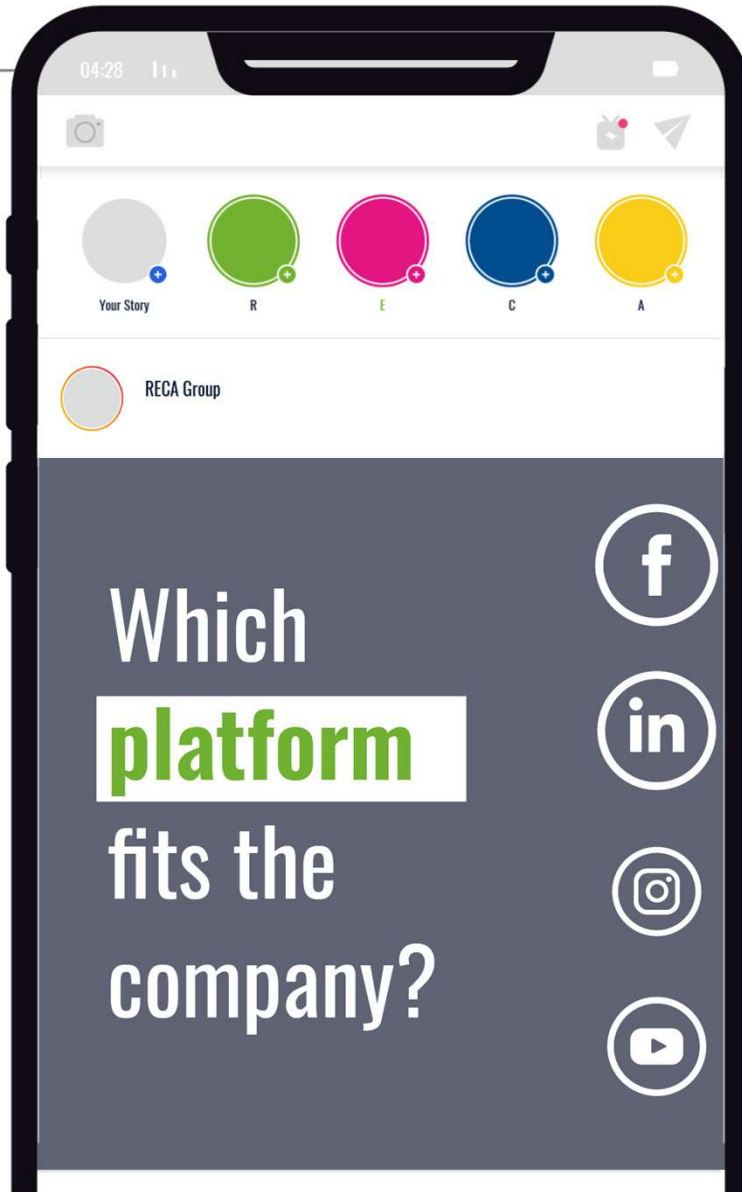 04:28
Your Story
R
E
C
A
RECA Group
Which
platform
fits the
company?
f
in